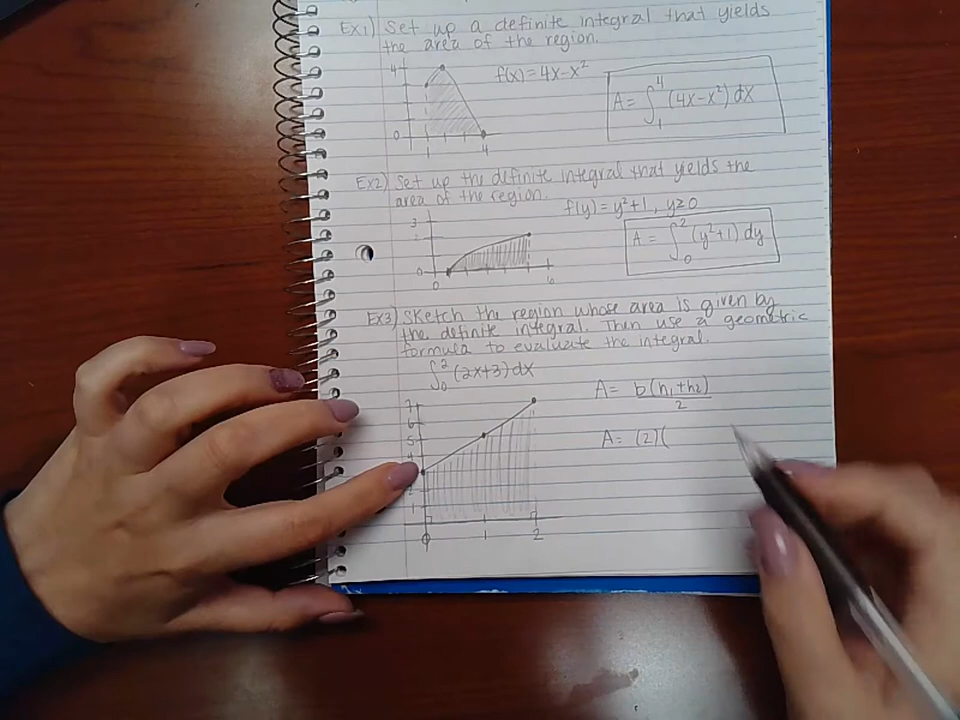 Ex1) Set up a definite integral that yields
the area of the region.
4
f(x) = 4x-x²
A = ∫₁⁴ (4x-x²) dx
0
1 4
Ex2) Set up the definite integral that yields the
area of the region.
f(y) = y²+1, y≥0
3
2
A = ∫₀² (y²+1) dy
0
0 6
Ex3) Sketch the region whose area is given by
the definite integral. Then use a geometric
formula to evaluate the integral.
∫₀² (2x+3) dx
A = b(h₁+h₂)/2
7
6
5
A = (2)(
4
2
1
0 1 2